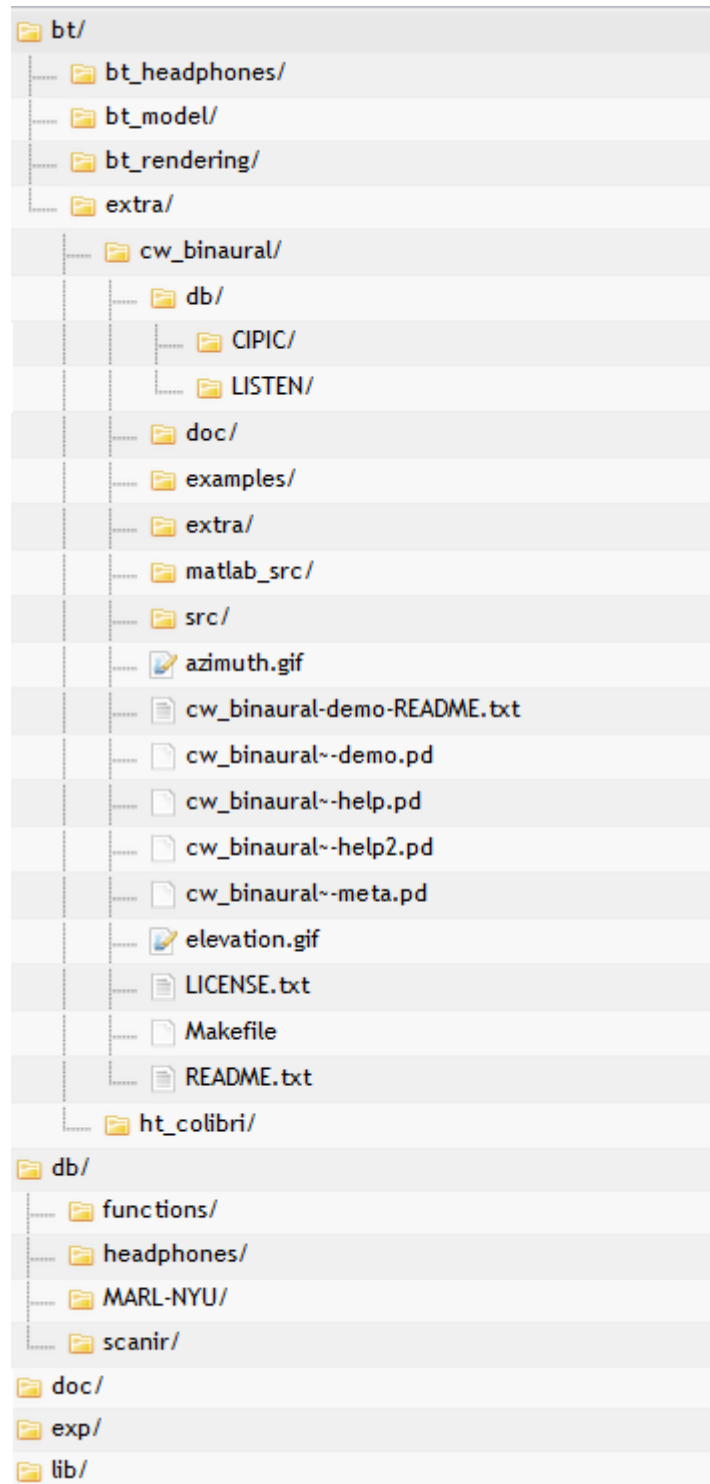 bt/
bt_headphones/
bt_model/
bt_rendering/
extra/
cw_binaural/
db/
CIPIC/
LISTEN/
doc/
examples/
extra/
matlab_src/
src/
azimuth.gif
cw_binaural-demo-README.txt
cw_binaural~-demo.pd
cw_binaural~-help.pd
cw_binaural~-help2.pd
cw_binaural~-meta.pd
elevation.gif
LICENSE.txt
Makefile
README.txt
ht_colibri/
db/
functions/
headphones/
MARL-NYU/
scanir/
doc/
exp/
lib/